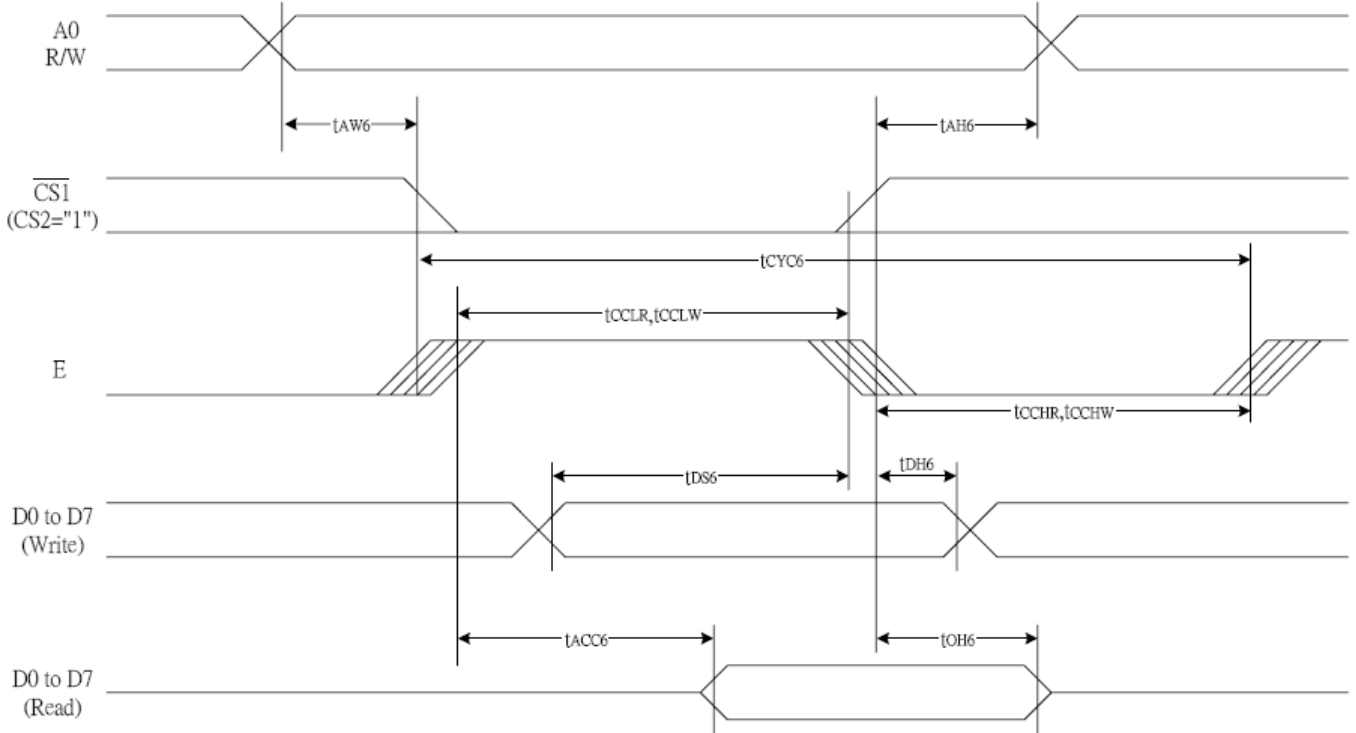 A0
R/W
tAW6
tAH6
CS1
(CS2="1")
tCYC6
tCCLR,tCCLW
E
tCCHR,tCCHW
tDS6
tDH6
D0 to D7
(Write)
tACC6
tOH6
D0 to D7
(Read)